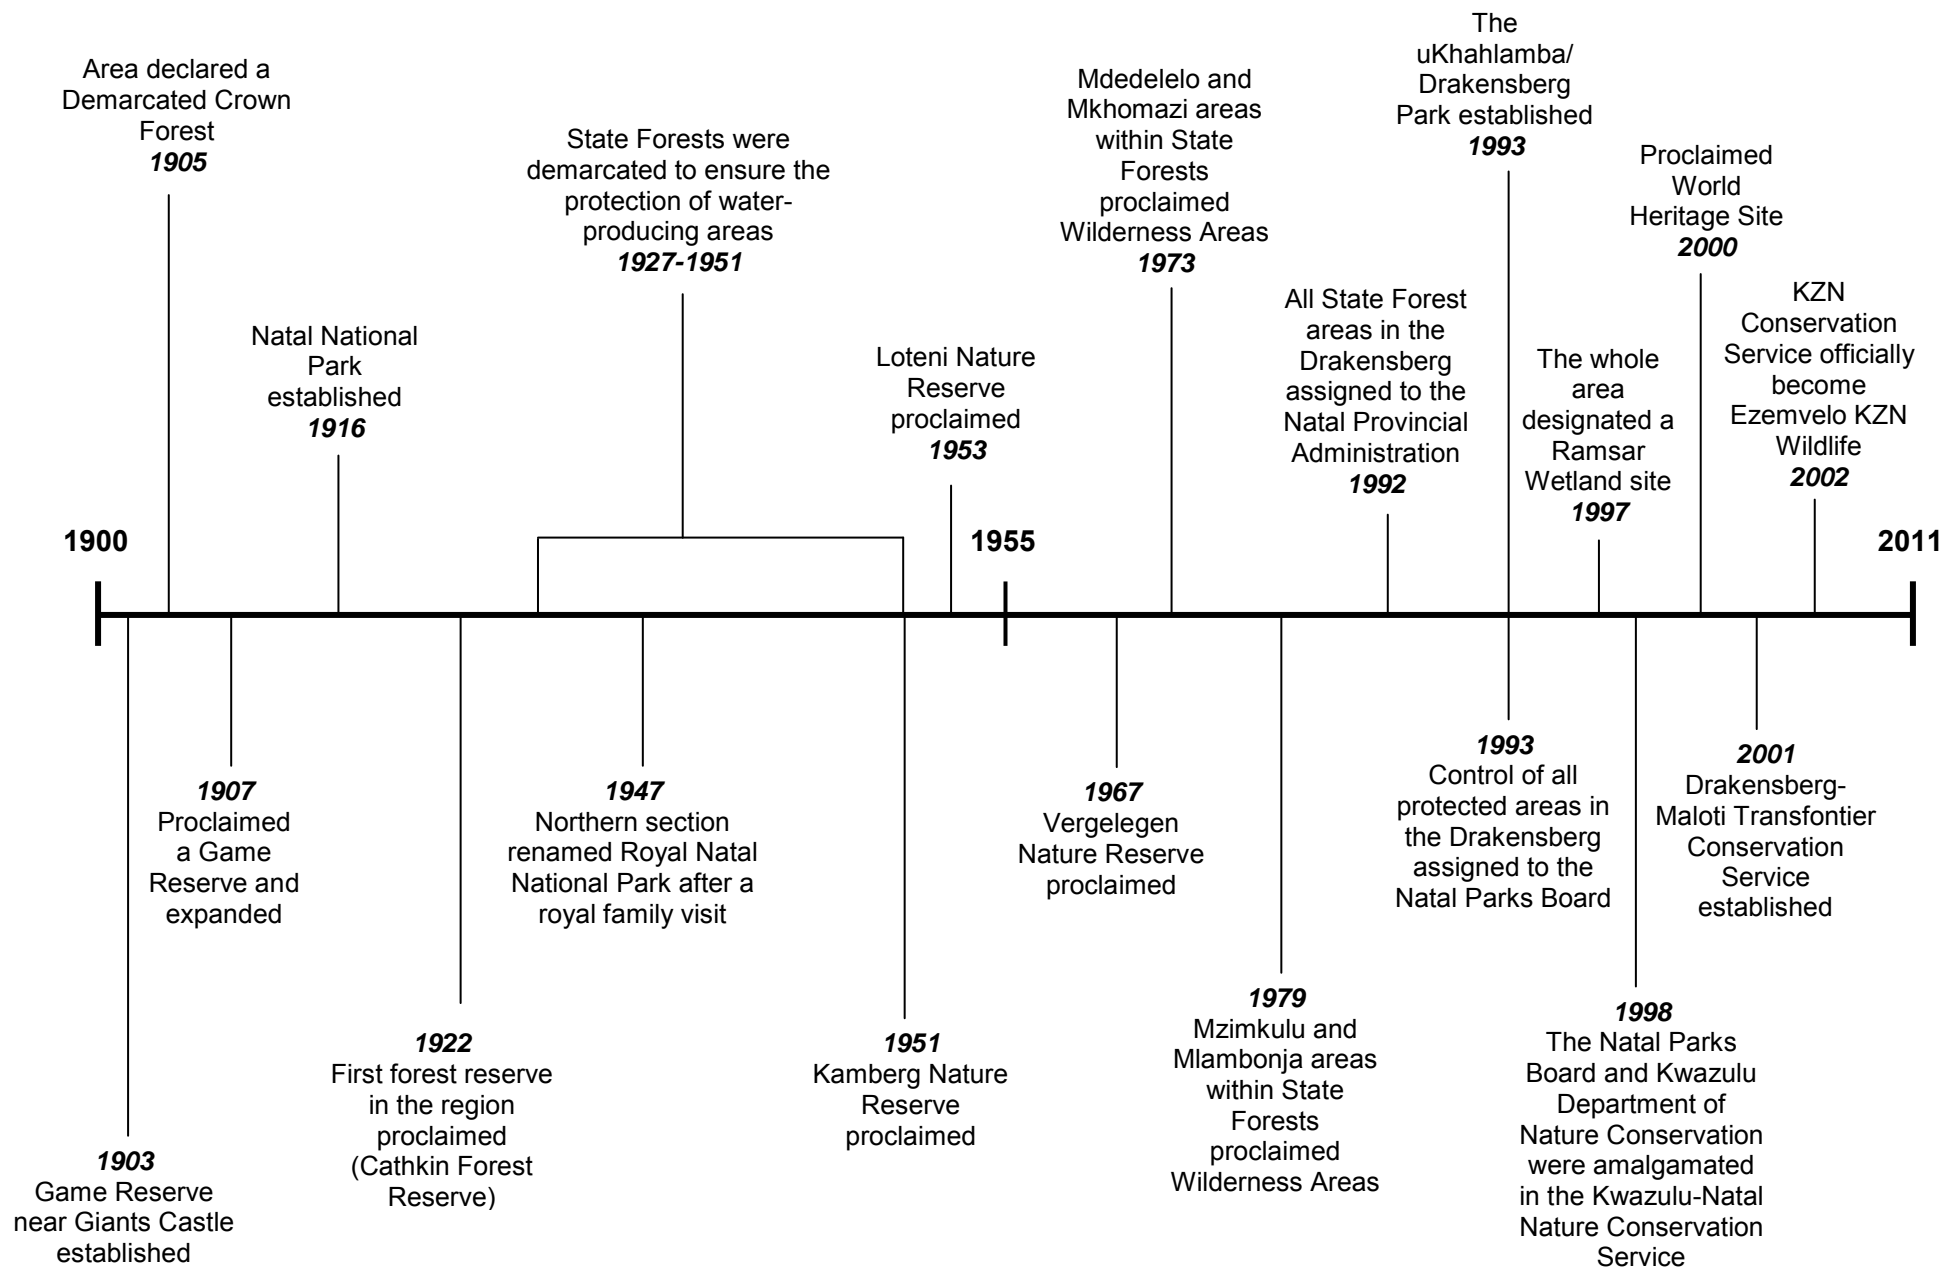 Area declared a
Demarcated Crown
Forest
1905
Natal National
Park
established
1916
State Forests were
demarcated to ensure the
protection of water-
producing areas
1927-1951
Loteni Nature
Reserve
proclaimed
1953
Mdedelelo and
Mkhomazi areas
within State
Forests
proclaimed
Wilderness Areas
1973
All State Forest
areas in the
Drakensberg
assigned to the
Natal Provincial
Administration
1992
The
uKhahlamba/
Drakensberg
Park established
1993
The whole
area
designated a
Ramsar
Wetland site
1997
Proclaimed
World
Heritage Site
2000
KZN
Conservation
Service officially
become
Ezemvelo KZN
Wildlife
2002
1900
1955
2011
1903
Game Reserve
near Giants Castle
established
1907
Proclaimed
a Game
Reserve and
expanded
1922
First forest reserve
in the region
proclaimed
(Cathkin Forest
Reserve)
1947
Northern section
renamed Royal Natal
National Park after a
royal family visit
1951
Kamberg Nature
Reserve
proclaimed
1967
Vergelegen
Nature Reserve
proclaimed
1979
Mzimkulu and
Mlambonja areas
within State
Forests
proclaimed
Wilderness Areas
1993
Control of all
protected areas in
the Drakensberg
assigned to the
Natal Parks Board
1998
The Natal Parks
Board and Kwazulu
Department of
Nature Conservation
were amalgamated
in the Kwazulu-Natal
Nature Conservation
Service
2001
Drakensberg-
Maloti Transfontier
Conservation
Service
established